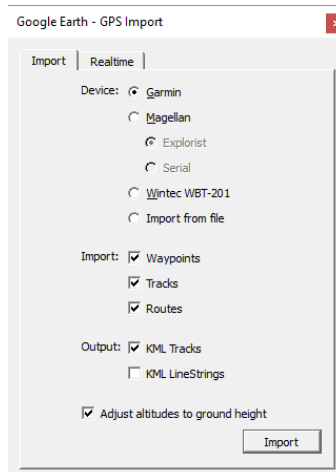 Google Earth - GPS Import
Import Realtime
Device: Garmin
Magellan
Explorist
Serial
Wintec WBT-201
Import from file
Import: Waypoints
Tracks
Routes
Output: KML Tracks
KML LineStrings
Adjust altitudes to ground height
Import